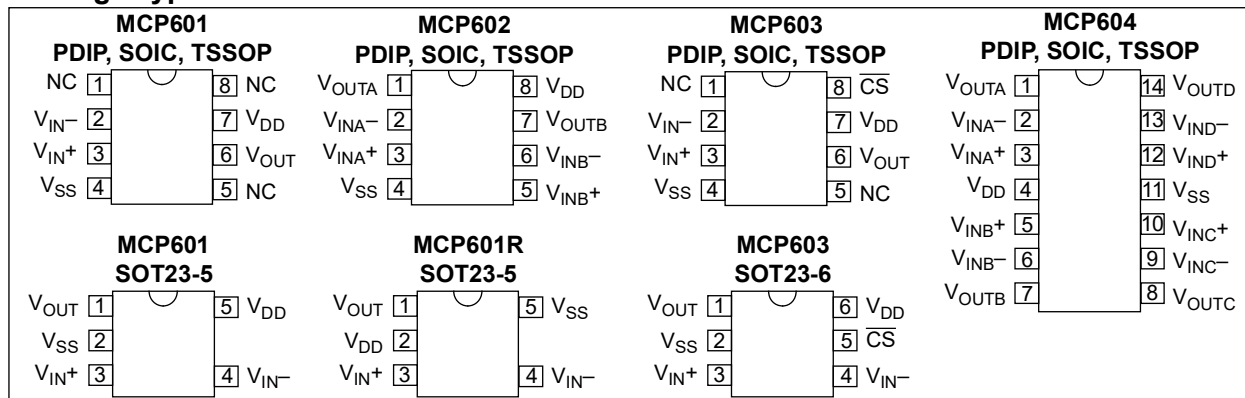 MCP601
PDIP, SOIC, TSSOP
NC 1
8 NC
VIN– 2
7 VDD
VIN+ 3
6 VOUT
VSS 4
5 NC
MCP602
PDIP, SOIC, TSSOP
VOUTA 1
8 VDD
VINA– 2
7 VOUTB
VINA+ 3
6 VINB–
VSS 4
5 VINB+
MCP603
PDIP, SOIC, TSSOP
NC 1
8 CS
VIN– 2
7 VDD
VIN+ 3
6 VOUT
VSS 4
5 NC
MCP604
PDIP, SOIC, TSSOP
VOUTA 1
14 VOUTD
VINA– 2
13 VIND–
VINA+ 3
12 VIND+
VDD 4
11 VSS
VINB+ 5
10 VINC+
VINB– 6
9 VINC–
VOUTB 7
8 VOUTC
MCP601
SOT23-5
VOUT 1
5 VDD
VSS 2
VIN+ 3
4 VIN–
MCP601R
SOT23-5
VOUT 1
5 VSS
VDD 2
VIN+ 3
4 VIN–
MCP603
SOT23-6
VOUT 1
6 VDD
VSS 2
5 CS
VIN+ 3
4 VIN–